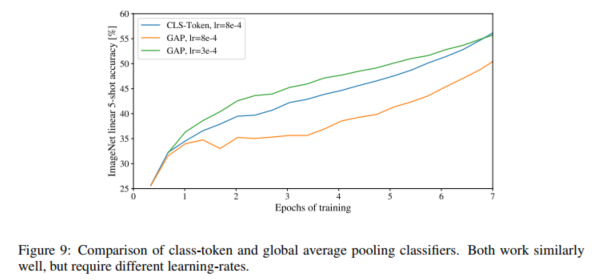 60
55
50
45
40
35
30
25
ImageNet linear 5-shot accuracy [%]
CLS-Token, lr=8e-4
GAP, lr=8e-4
GAP, lr=3e-4
0 1 2 3 4 5 6 7
Epochs of training
Figure 9: Comparison of class-token and global average pooling classifiers. Both work similarly
well, but require different learning-rates.